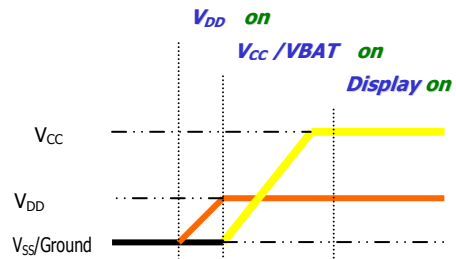 VDD on
VCC /VBAT on
Display on
VCC
VDD
VSS/Ground